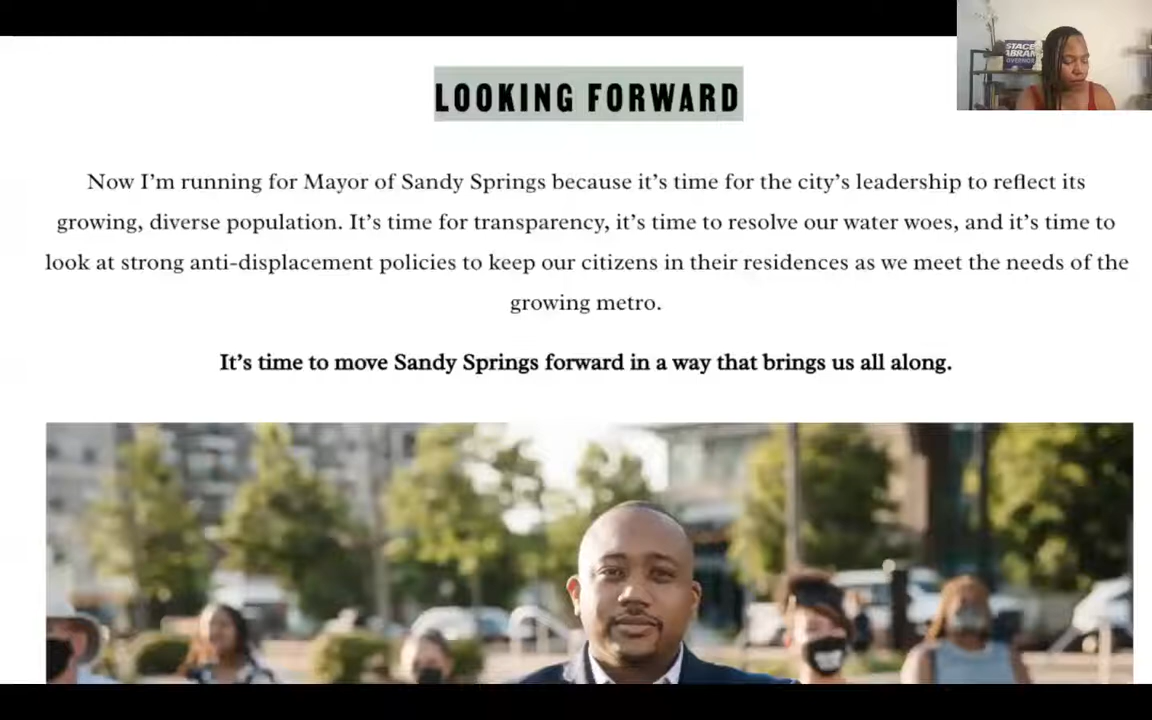 LOOKING FORWARD
STACE
ABRAM
GOVERNOR
Now I'm running for Mayor of Sandy Springs because it's time for the city's leadership to reflect its
growing, diverse population. It's time for transparency, it's time to resolve our water woes, and it's time to
look at strong anti-displacement policies to keep our citizens in their residences as we meet the needs of the
growing metro.
It's time to move Sandy Springs forward in a way that brings us all along.